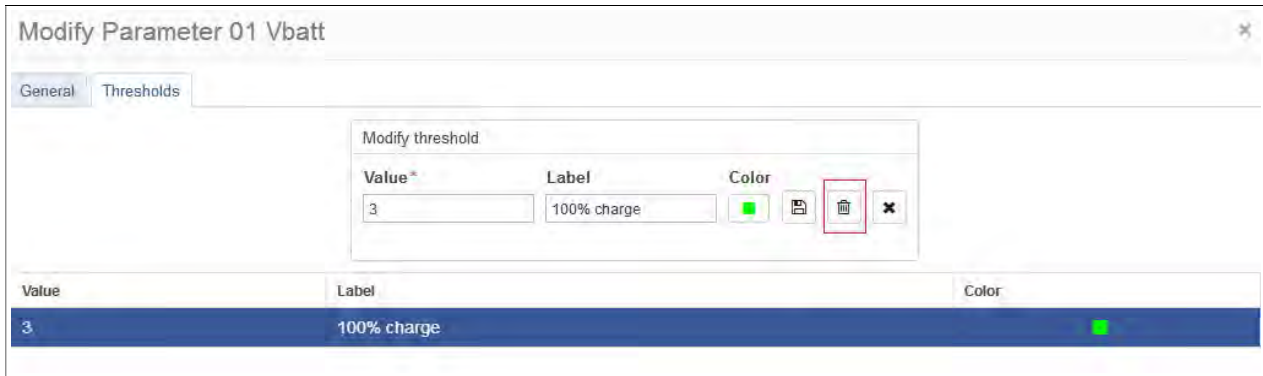 Modify Parameter 01 Vbatt
General Thresholds
Modify threshold
Value* Label Color
3 100% charge
Value Label Color
3 100% charge